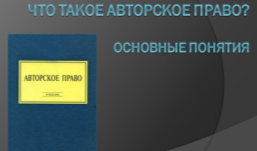 ЧТО ТАКОЕ АВТОРСКОЕ ПРАВО?
ОСНОВНЫЕ ПОНЯТИЯ
АВТОРСКОЕ ПРАВО